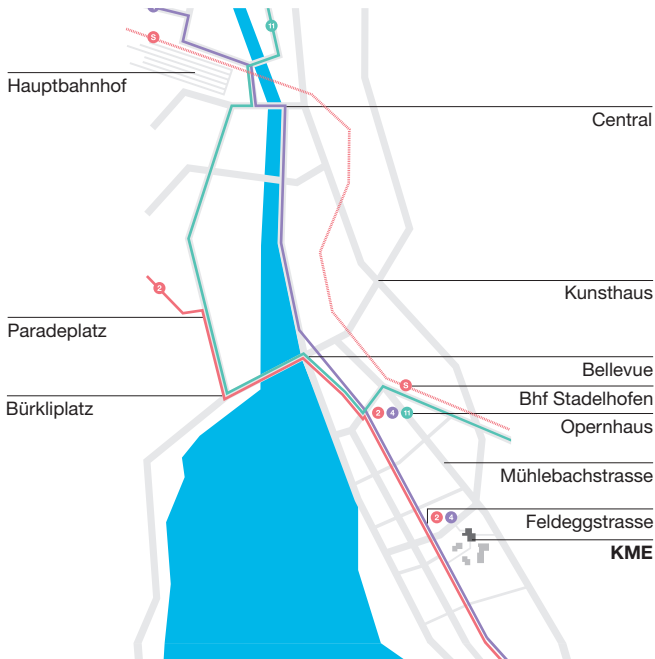 11
S
Hauptbahnhof
Central
2
Kunsthaus
Paradeplatz
Bellevue
S
Bhf Stadelhofen
Bürkliplatz
2 4 11
Opernhaus
Mühlebachstrasse
2 4
Feldeggstrasse
KME